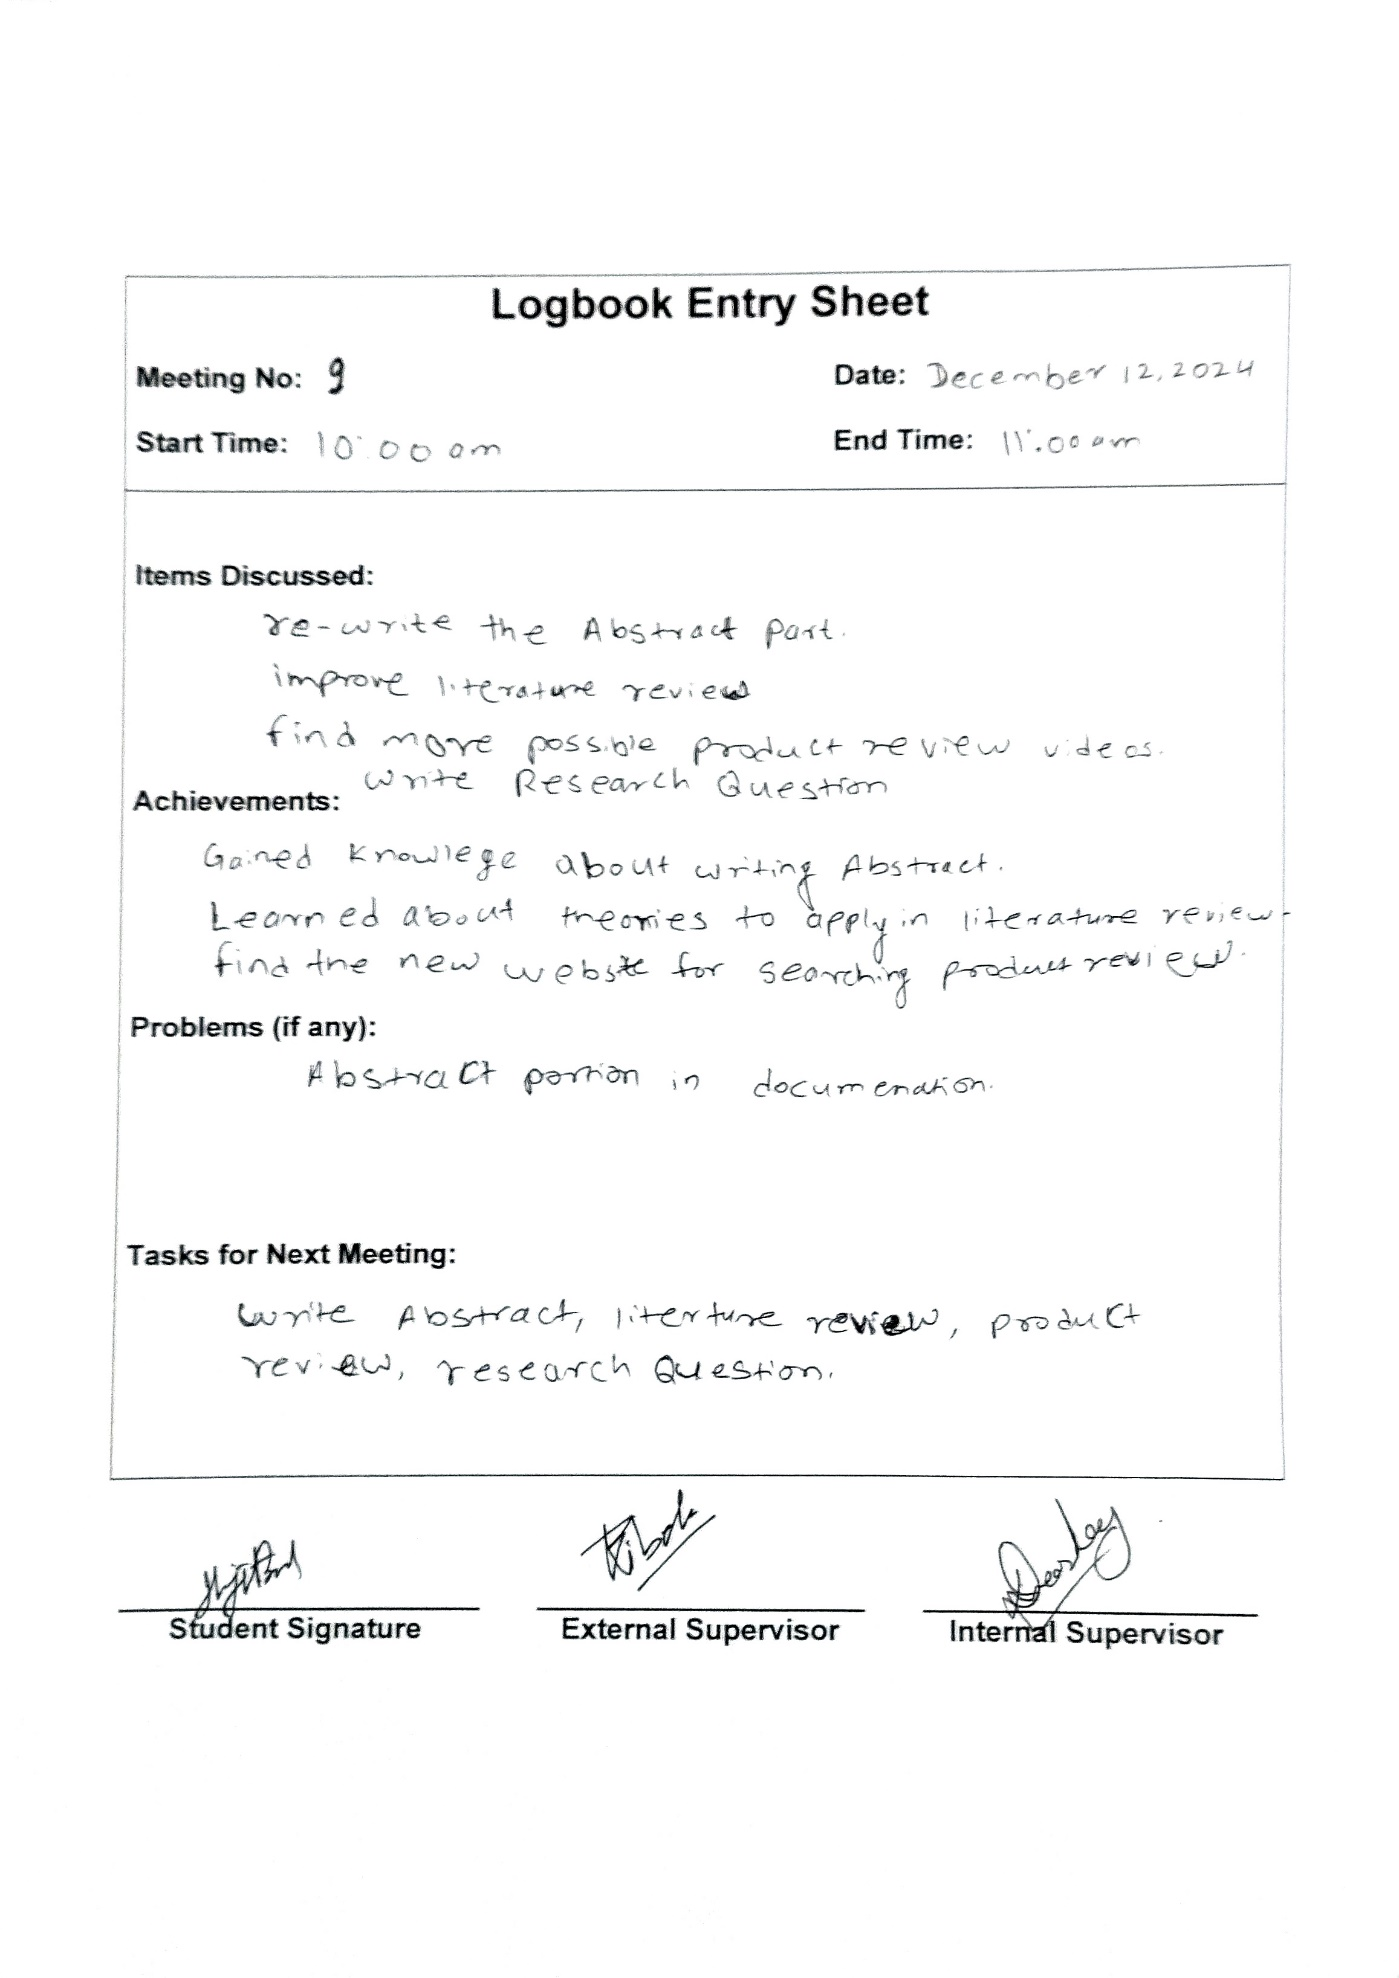 Logbook Entry Sheet
Meeting No: 9
Date: December 12, 2024
Start Time: 10:00 am
End Time: 11:00 am
Items Discussed:
re-write the Abstract part.
improve literature review
find more possible product review videos.
write Research Question
Achievements:
Gained Knowlege about writing Abstract.
Learned about theories to apply in literature review.
find the new website for searching product review.
Problems (if any):
Abstract portion in documenation.
Tasks for Next Meeting:
Write Abstract, literture review, product
review, research Question.
Student Signature
External Supervisor
Internal Supervisor